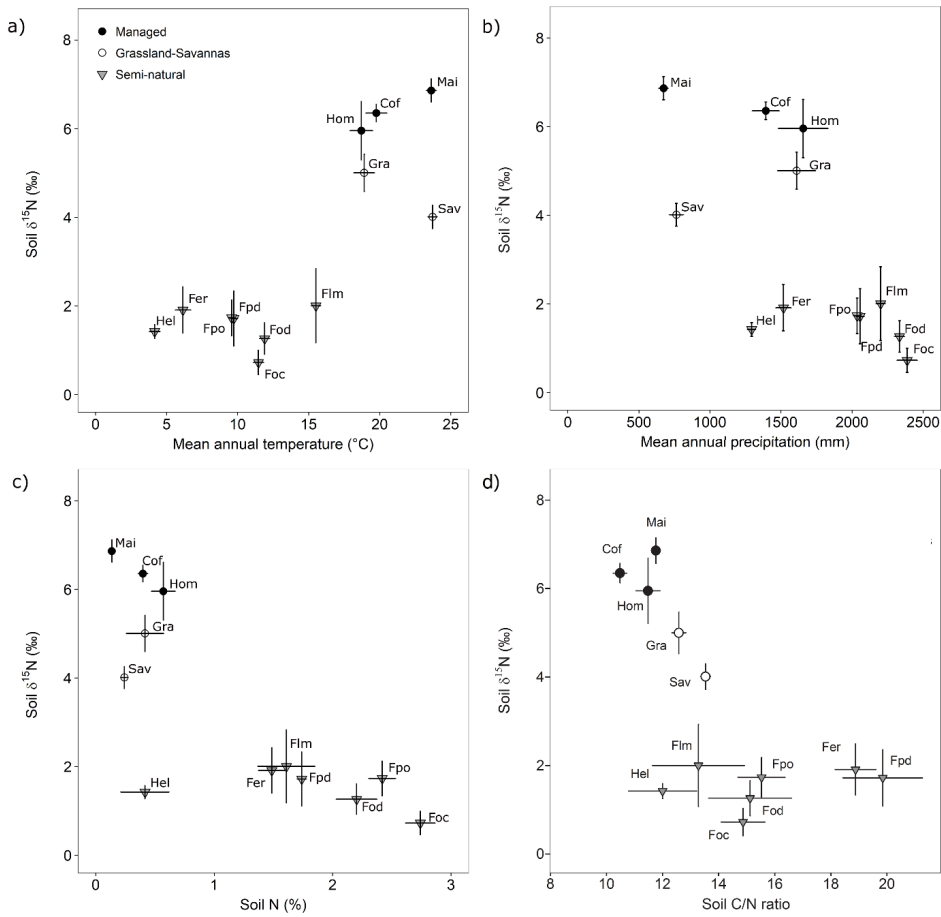 a)
Managed
Grassland-Savannas
Semi-natural
8
6
4
2
0
Soil δ¹⁵N (‰)
Mai
Cof
Hom
Gra
Sav
Flm
Fer
Fpd
Hel
Fpo
Fod
Foc
0 5 10 15 20 25
Mean annual temperature (°C)
b)
8
6
4
2
0
Soil δ¹⁵N (‰)
Mai
Cof
Hom
Gra
Sav
Flm
Fer
Fpo
Hel
Fod
Fpd
Foc
0 500 1000 1500 2000 2500
Mean annual precipitation (mm)
c)
8
6
4
2
0
Soil δ¹⁵N (‰)
Mai
Cof
Hom
Gra
Sav
Flm
Fpo
Fer
Fpd
Hel
Fod
Foc
0 1 2 3
Soil N (%)
d)
8
6
4
2
0
Soil δ¹⁵N (‰)
Mai
Cof
Hom
Gra
Sav
Flm
Fer
Hel
Fpo
Fpd
Fod
Foc
8 10 12 14 16 18 20
Soil C/N ratio